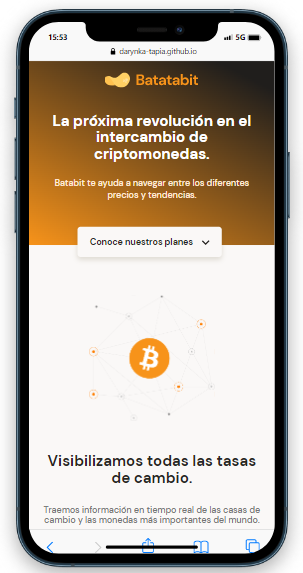 15:53
5G
darynka-tapia.github.io
Batatabit
La próxima revolución en el
intercambio de
criptomonedas.
Batabit te ayuda a navegar entre los diferentes
precios y tendencias.
Conoce nuestros planes
Visibilizamos todas las tasas
de cambio.
Traemos información en tiempo real de las casas de
cambio y las monedas más importantes del mundo.